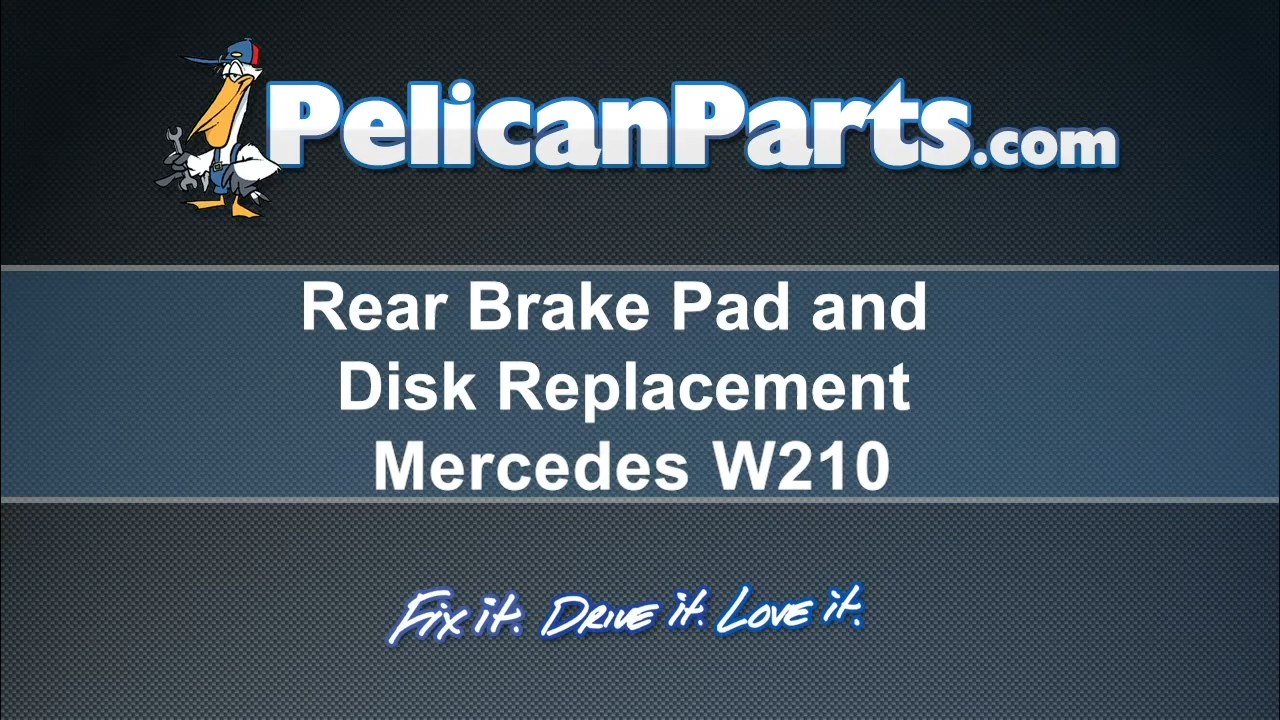 PelicanParts.com
Rear Brake Pad and
Disk Replacement
Mercedes W210
Fix it. Drive it. Love it.